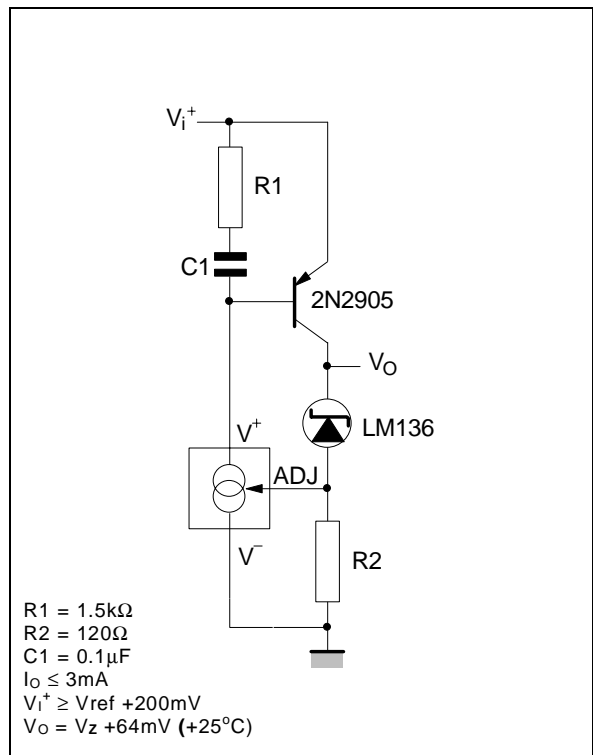 Vi+
R1
C1
2N2905
VO
LM136
V+
ADJ
V−
R2
R1 = 1.5kΩ
R2 = 120Ω
C1 = 0.1μF
IO ≤ 3mA
VI+ ≥ Vref +200mV
VO = Vz +64mV (+25°C)